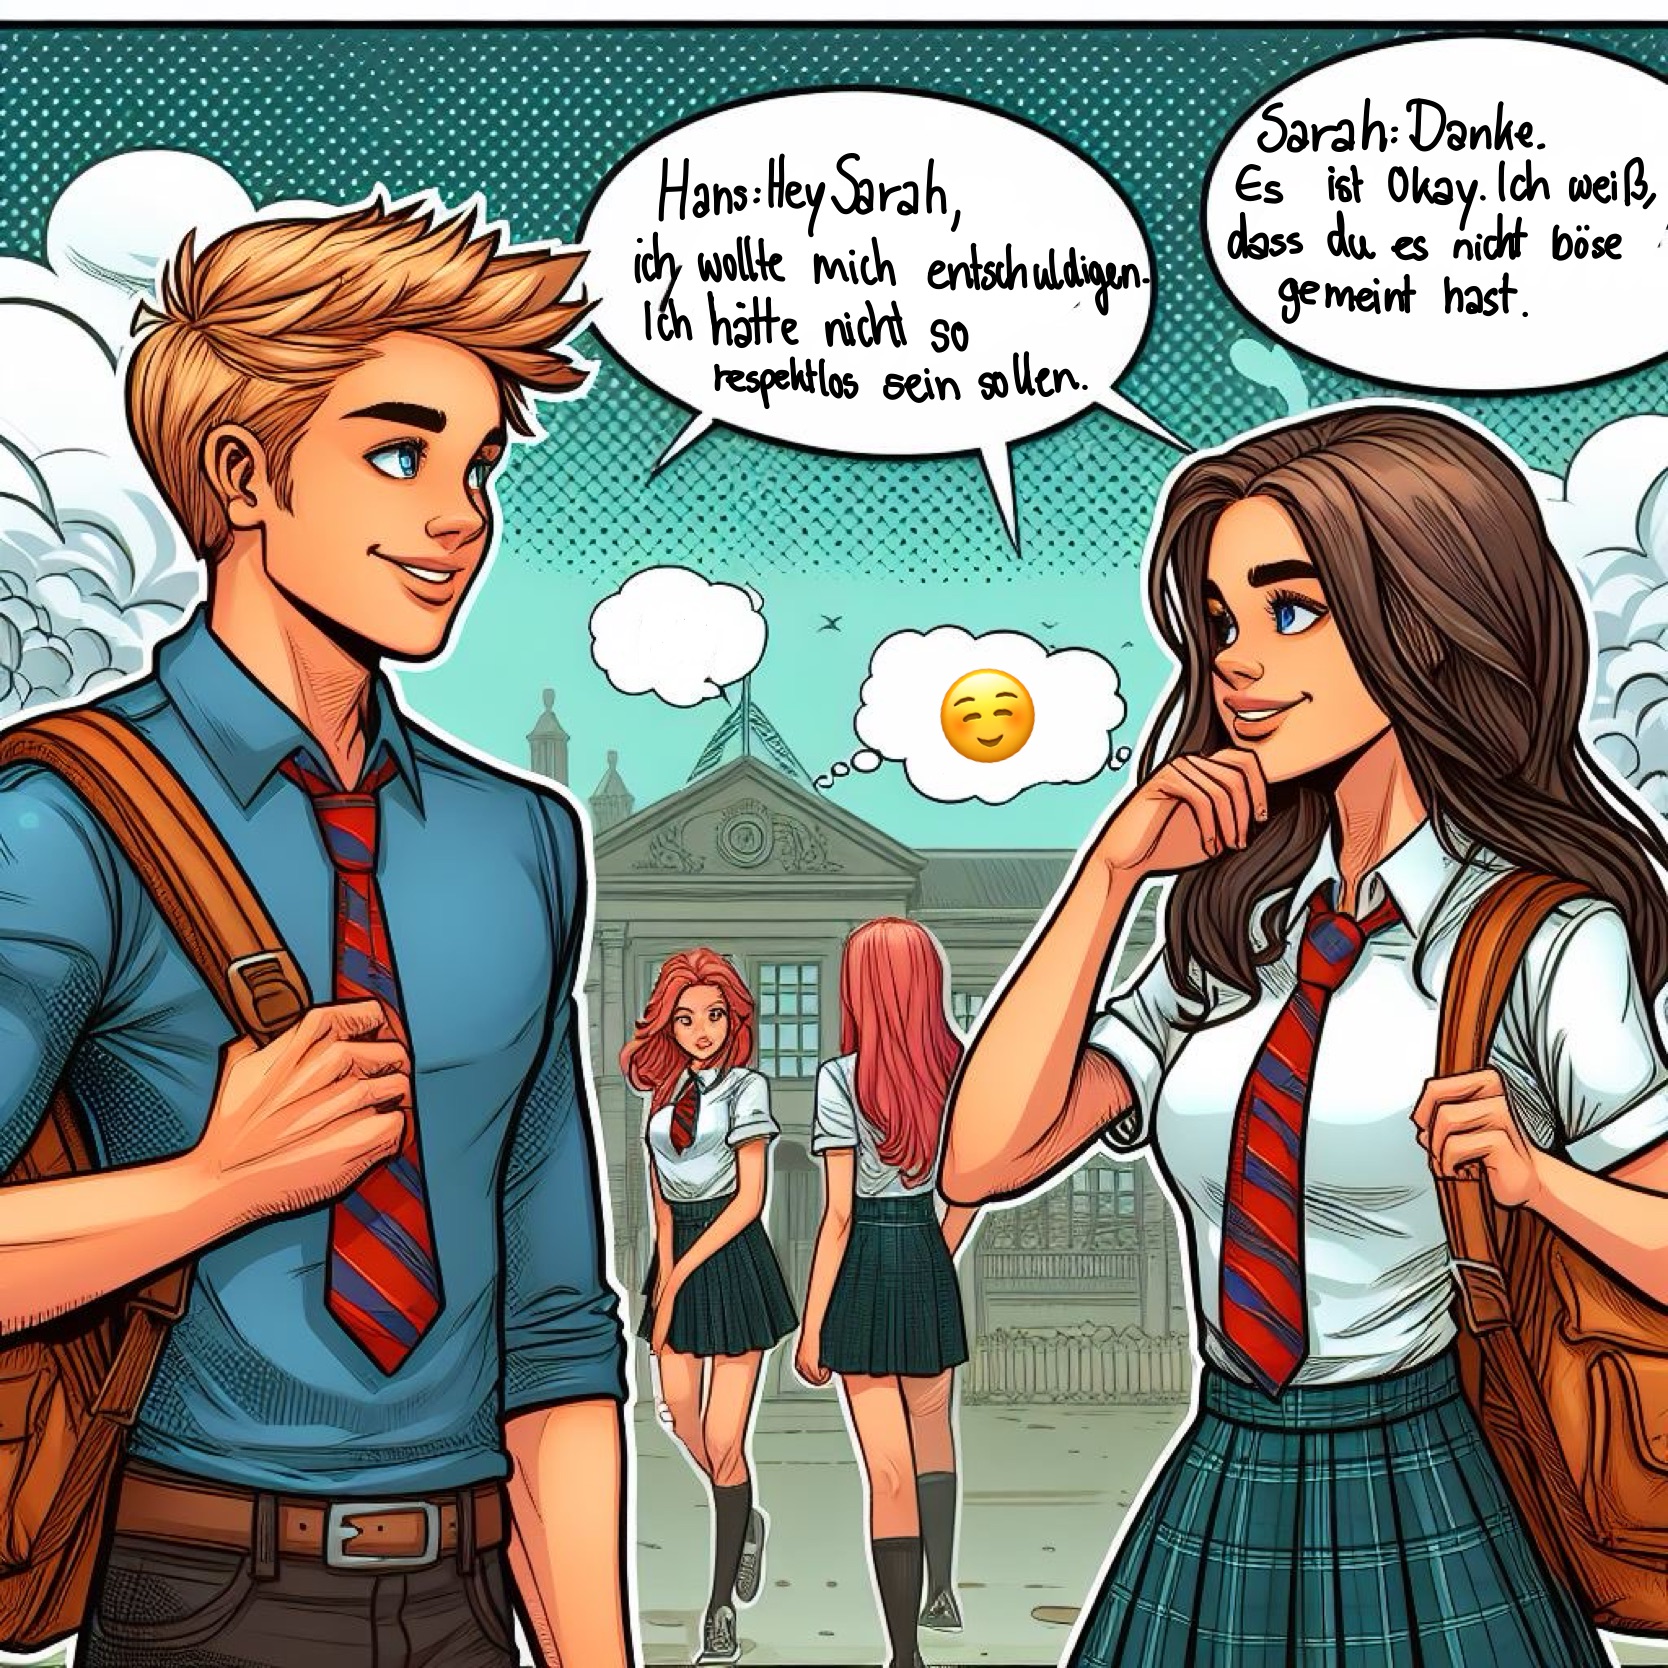 Hans: Hey Sarah,
ich wollte mich entschuldigen.
Ich hätte nicht so
respektlos sein sollen.
Sarah: Danke.
Es ist Okay. Ich weiß,
dass du es nicht böse
gemeint hast.